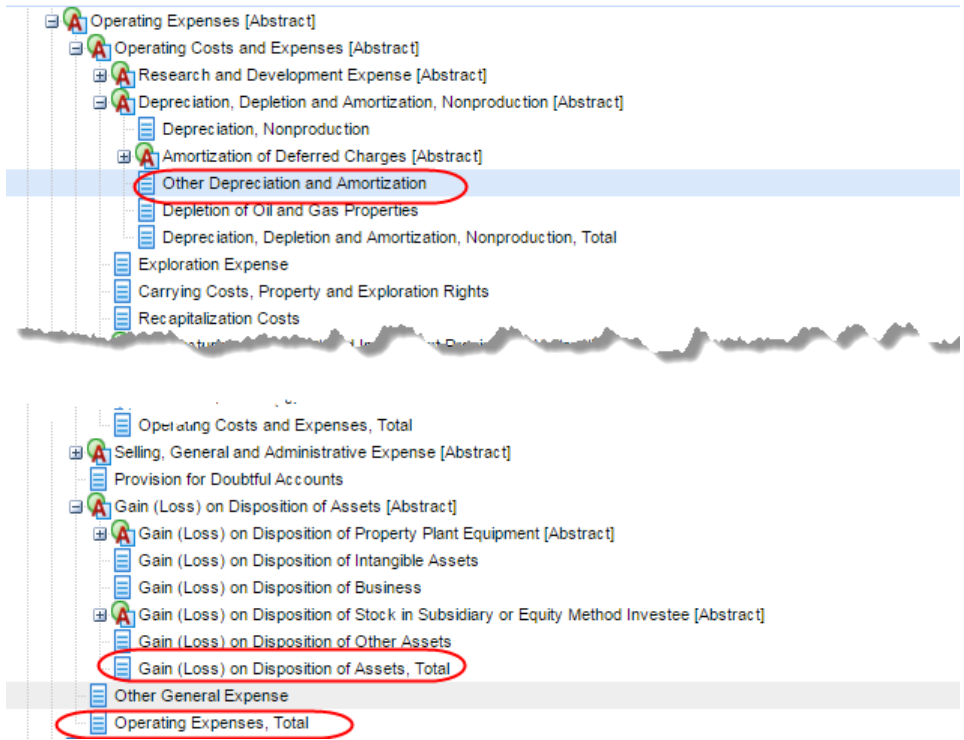 Operating Expenses [Abstract]
Operating Costs and Expenses [Abstract]
Research and Development Expense [Abstract]
Depreciation, Depletion and Amortization, Nonproduction [Abstract]
Depreciation, Nonproduction
Amortization of Deferred Charges [Abstract]
Other Depreciation and Amortization
Depletion of Oil and Gas Properties
Depreciation, Depletion and Amortization, Nonproduction, Total
Exploration Expense
Carrying Costs, Property and Exploration Rights
Recapitalization Costs
Operating Costs and Expenses, Total
Selling, General and Administrative Expense [Abstract]
Provision for Doubtful Accounts
Gain (Loss) on Disposition of Assets [Abstract]
Gain (Loss) on Disposition of Property Plant Equipment [Abstract]
Gain (Loss) on Disposition of Intangible Assets
Gain (Loss) on Disposition of Business
Gain (Loss) on Disposition of Stock in Subsidiary or Equity Method Investee [Abstract]
Gain (Loss) on Disposition of Other Assets
Gain (Loss) on Disposition of Assets, Total
Other General Expense
Operating Expenses, Total